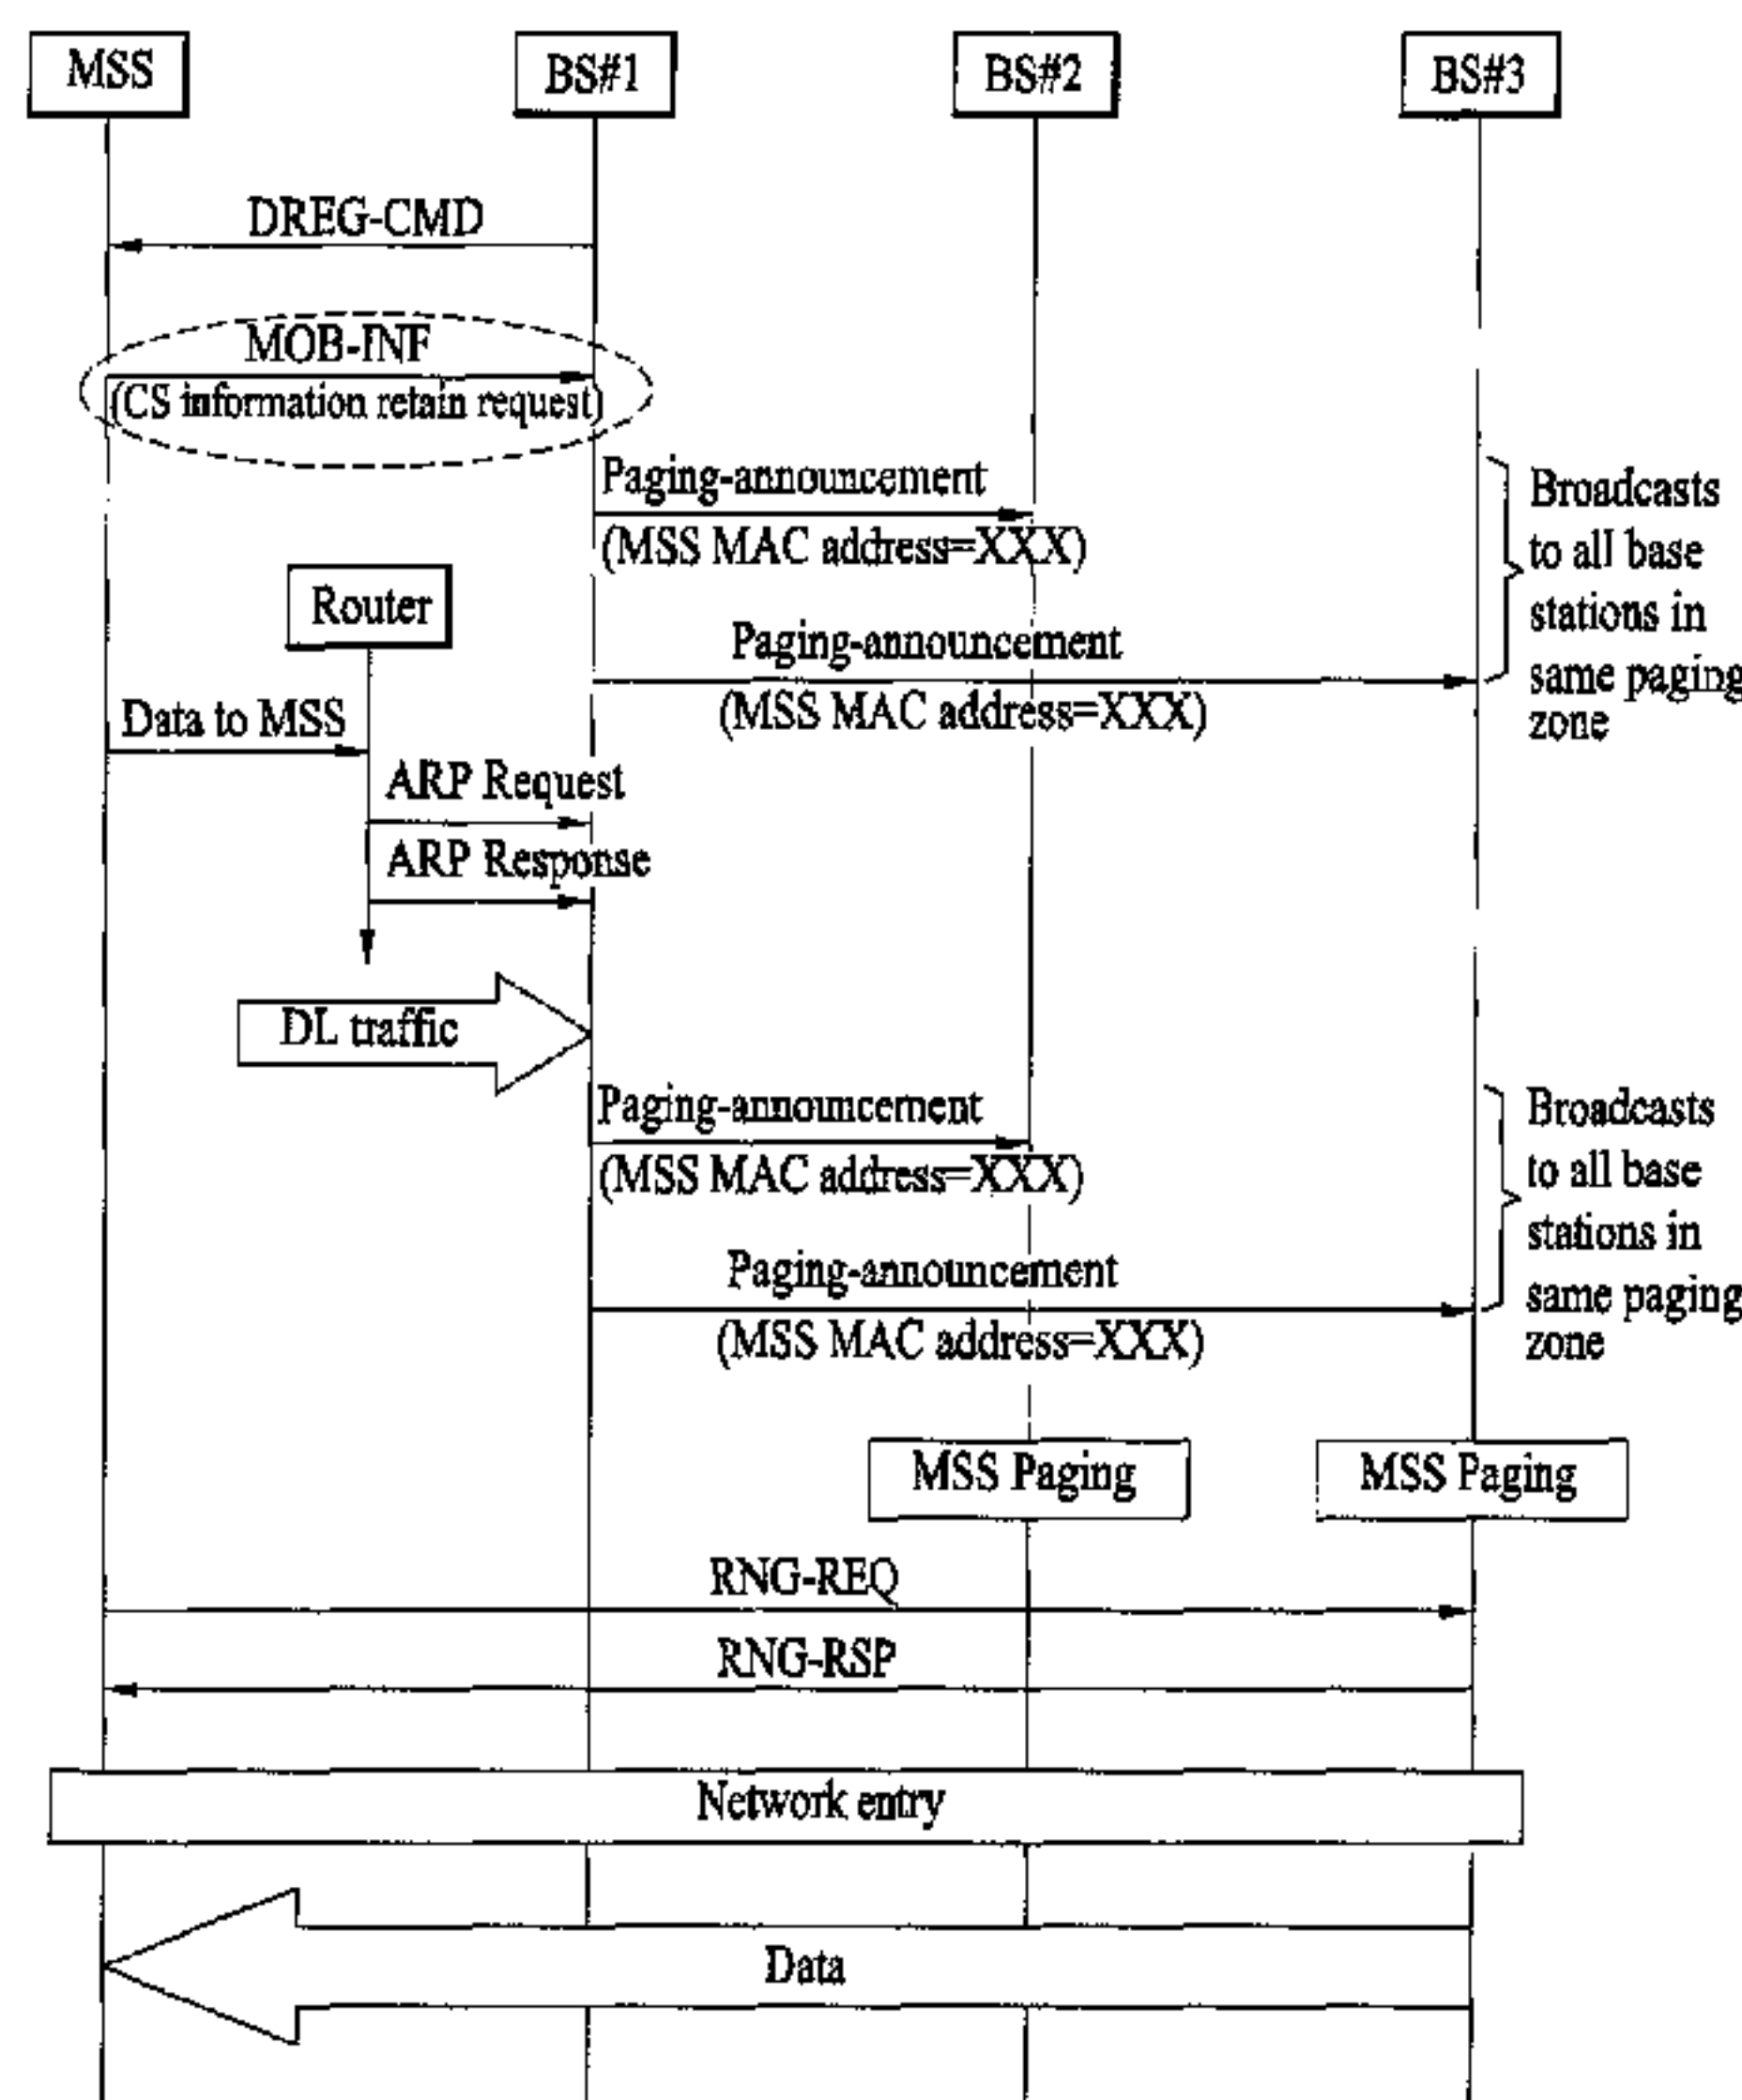 MSS
BS#1
BS#2
BS#3
DREG-CMD
MOB-INF
(CS information retain request)
Paging-announcement
(MSS MAC address=XXX)
Broadcasts
to all base
stations in
same paging
zone
Router
Paging-announcement
(MSS MAC address=XXX)
Data to MSS
ARP Request
ARP Response
DL traffic
Paging-announcement
(MSS MAC address=XXX)
Broadcasts
to all base
stations in
same paging
zone
Paging-announcement
(MSS MAC address=XXX)
MSS Paging
MSS Paging
RNG-REQ
RNG-RSP
Network entry
Data